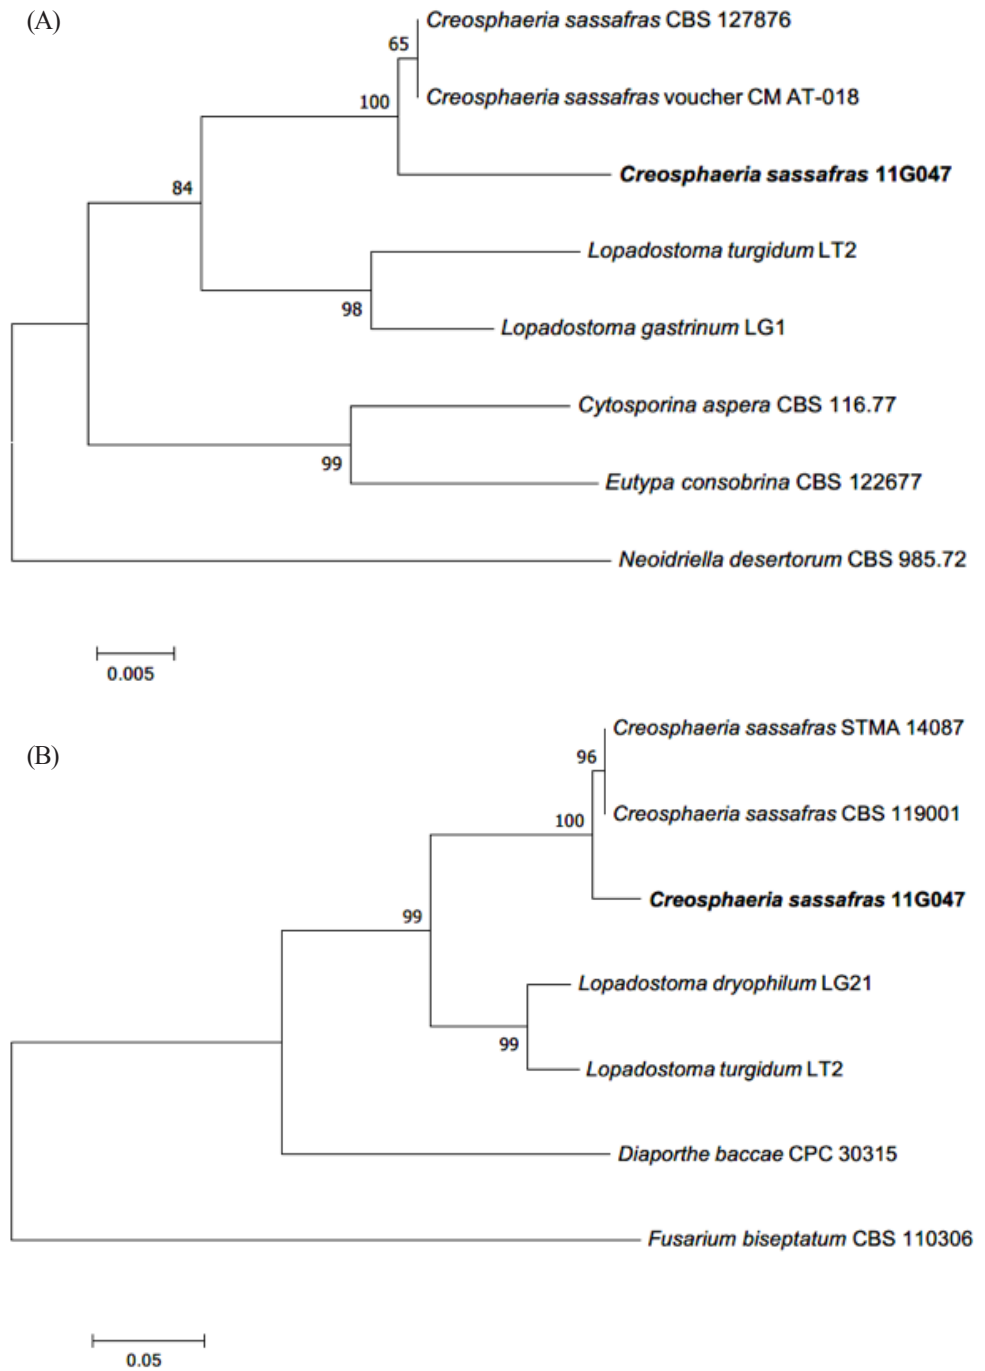 (A)
Creosphaeria sassafras CBS 127876
65
Creosphaeria sassafras voucher CM AT-018
100
Creosphaeria sassafras 11G047
84
Lopadostoma turgidum LT2
98
Lopadostoma gastrinum LG1
Cytosporina aspera CBS 116.77
99
Eutypa consobrina CBS 122677
Neoidriella desertorum CBS 985.72
0.005
(B)
Creosphaeria sassafras STMA 14087
96
Creosphaeria sassafras CBS 119001
100
Creosphaeria sassafras 11G047
99
Lopadostoma dryophilum LG21
99
Lopadostoma turgidum LT2
Diaporthe baccae CPC 30315
Fusarium biseptatum CBS 110306
0.05